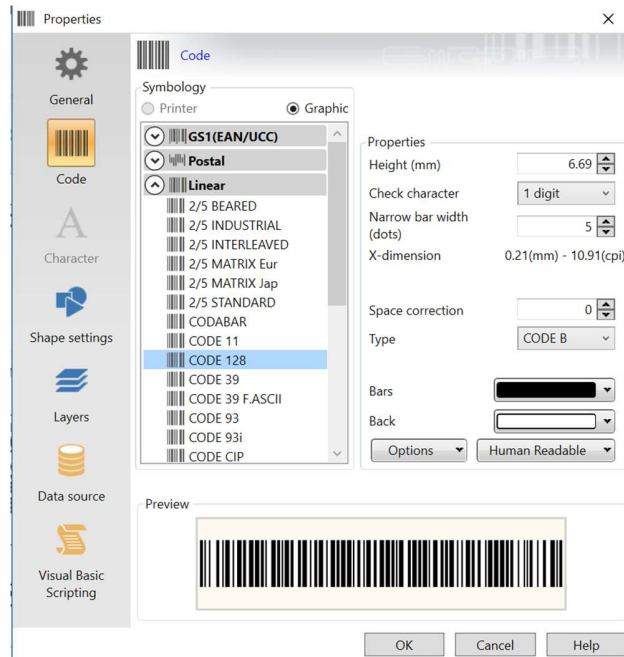 Properties
General
Code
Character
Shape settings
Layers
Data source
Visual Basic
Scripting
Code
Symbology
Printer
Graphic
GS1(EAN/UCC)
Postal
Linear
2/5 BEARED
2/5 INDUSTRIAL
2/5 INTERLEAVED
2/5 MATRIX Eur
2/5 MATRIX Jap
2/5 STANDARD
CODABAR
CODE 11
CODE 128
CODE 39
CODE 39 F.ASCII
CODE 93
CODE 93i
CODE CIP
Properties
Height (mm) 6.69
Check character 1 digit
Narrow bar width
(dots) 5
X-dimension 0.21(mm) - 10.91(cpi)
Space correction 0
Type CODE B
Bars
Back
Options Human Readable
Preview
OK Cancel Help